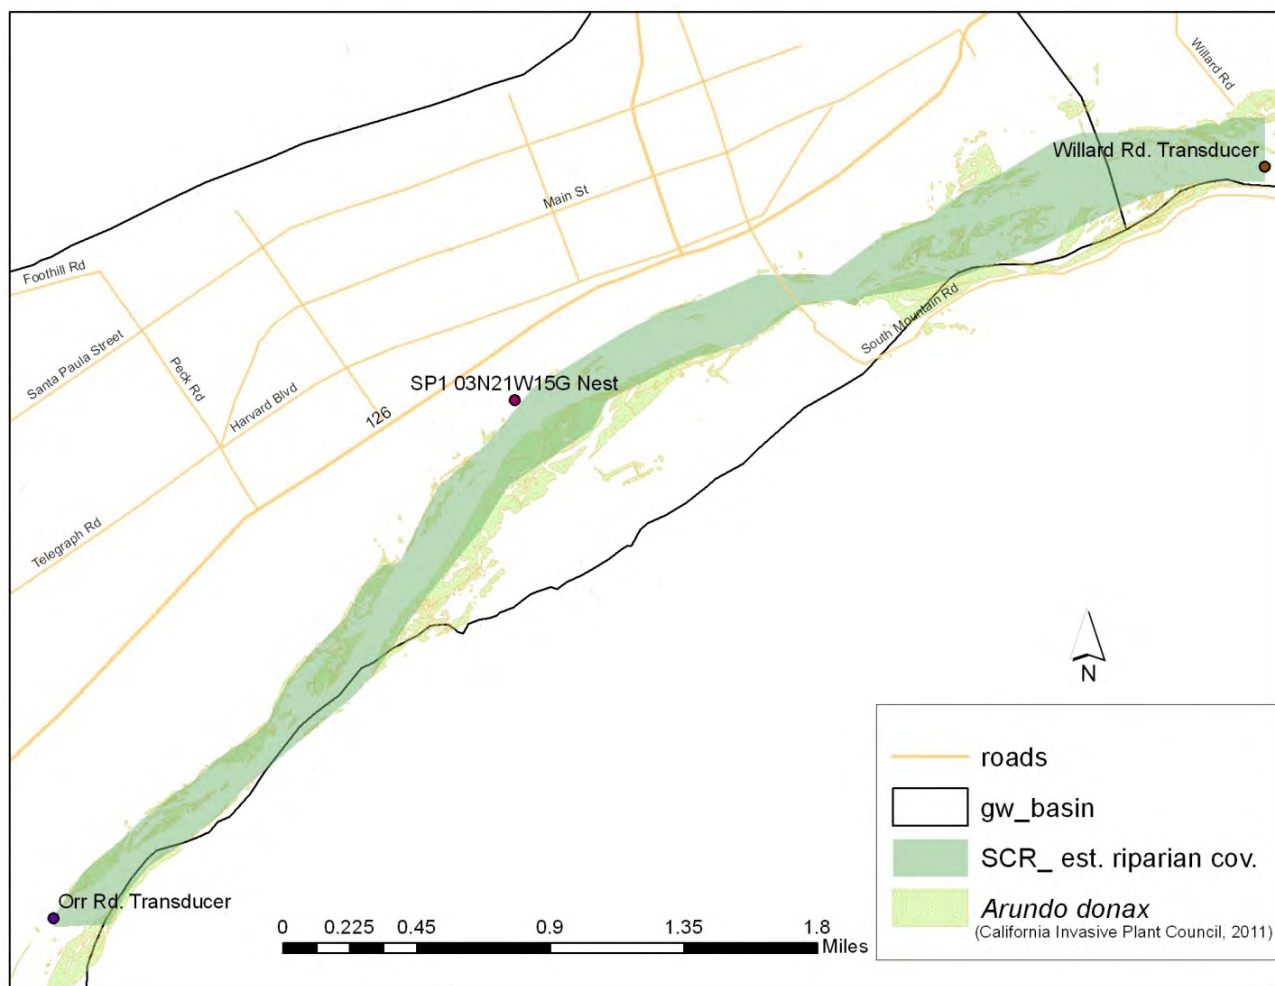 Willard Rd
Willard Rd. Transducer
Main St
Foothill Rd
South Mountain Rd
Santa Paula Street
Peck Rd
SP1 03N21W15G Nest
Harvard Blvd
126
Telegraph Rd
N
Orr Rd. Transducer
0 0.225 0.45 0.9 1.35 1.8
Miles
roads
gw_basin
SCR_ est. riparian cov.
Arundo donax
(California Invasive Plant Council, 2011)